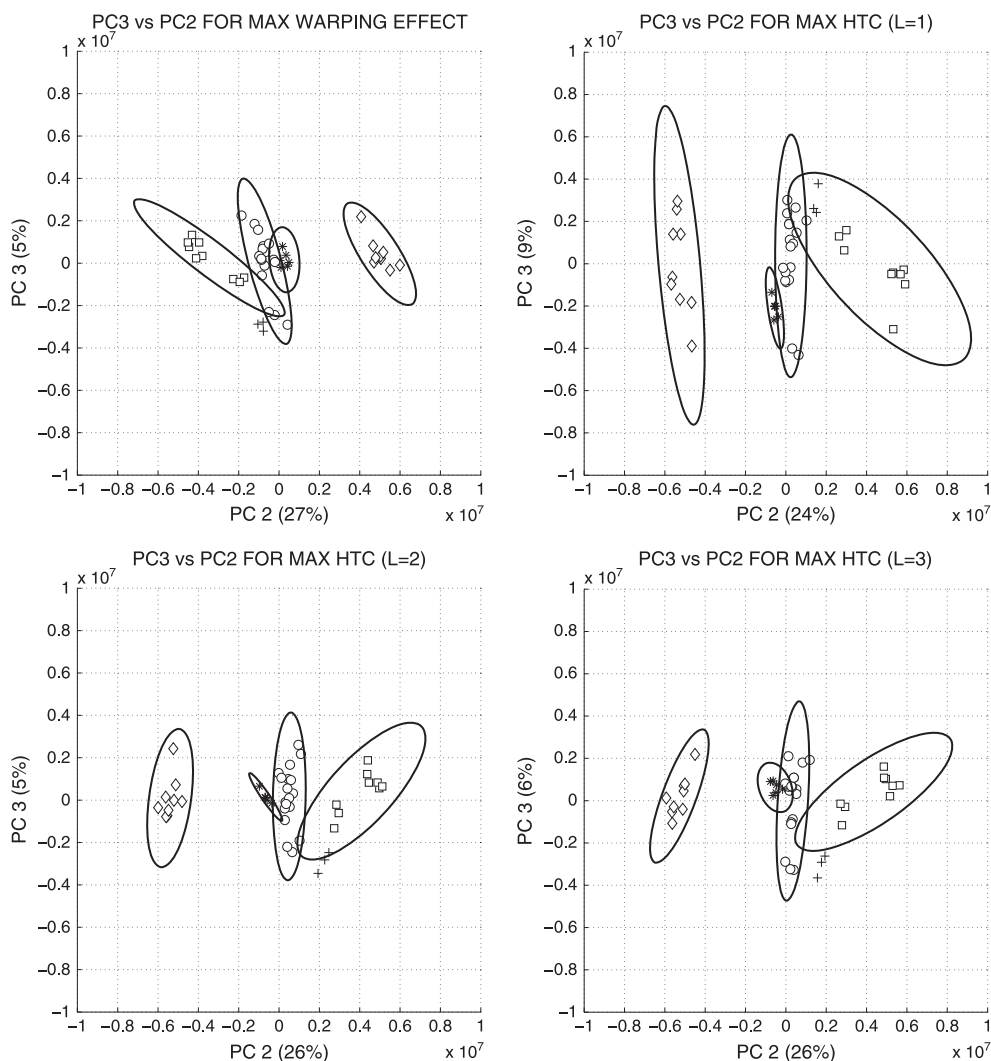 PC3 vs PC2 FOR MAX WARPING EFFECT
x 10^7
1
0.8
0.6
0.4
0.2
0
−0.2
−0.4
−0.6
−0.8
−1
PC 3 (5%)
−1 −0.8 −0.6 −0.4 −0.2 0 0.2 0.4 0.6 0.8 1
PC 2 (27%)
x 10^7
PC3 vs PC2 FOR MAX HTC (L=1)
x 10^7
1
0.8
0.6
0.4
0.2
0
−0.2
−0.4
−0.6
−0.8
−1
PC 3 (9%)
−1 −0.8 −0.6 −0.4 −0.2 0 0.2 0.4 0.6 0.8 1
PC 2 (24%)
x 10^7
PC3 vs PC2 FOR MAX HTC (L=2)
x 10^7
1
0.8
0.6
0.4
0.2
0
−0.2
−0.4
−0.6
−0.8
−1
PC 3 (5%)
−1 −0.8 −0.6 −0.4 −0.2 0 0.2 0.4 0.6 0.8 1
PC 2 (26%)
x 10^7
PC3 vs PC2 FOR MAX HTC (L=3)
x 10^7
1
0.8
0.6
0.4
0.2
0
−0.2
−0.4
−0.6
−0.8
−1
PC 3 (6%)
−1 −0.8 −0.6 −0.4 −0.2 0 0.2 0.4 0.6 0.8 1
PC 2 (26%)
x 10^7